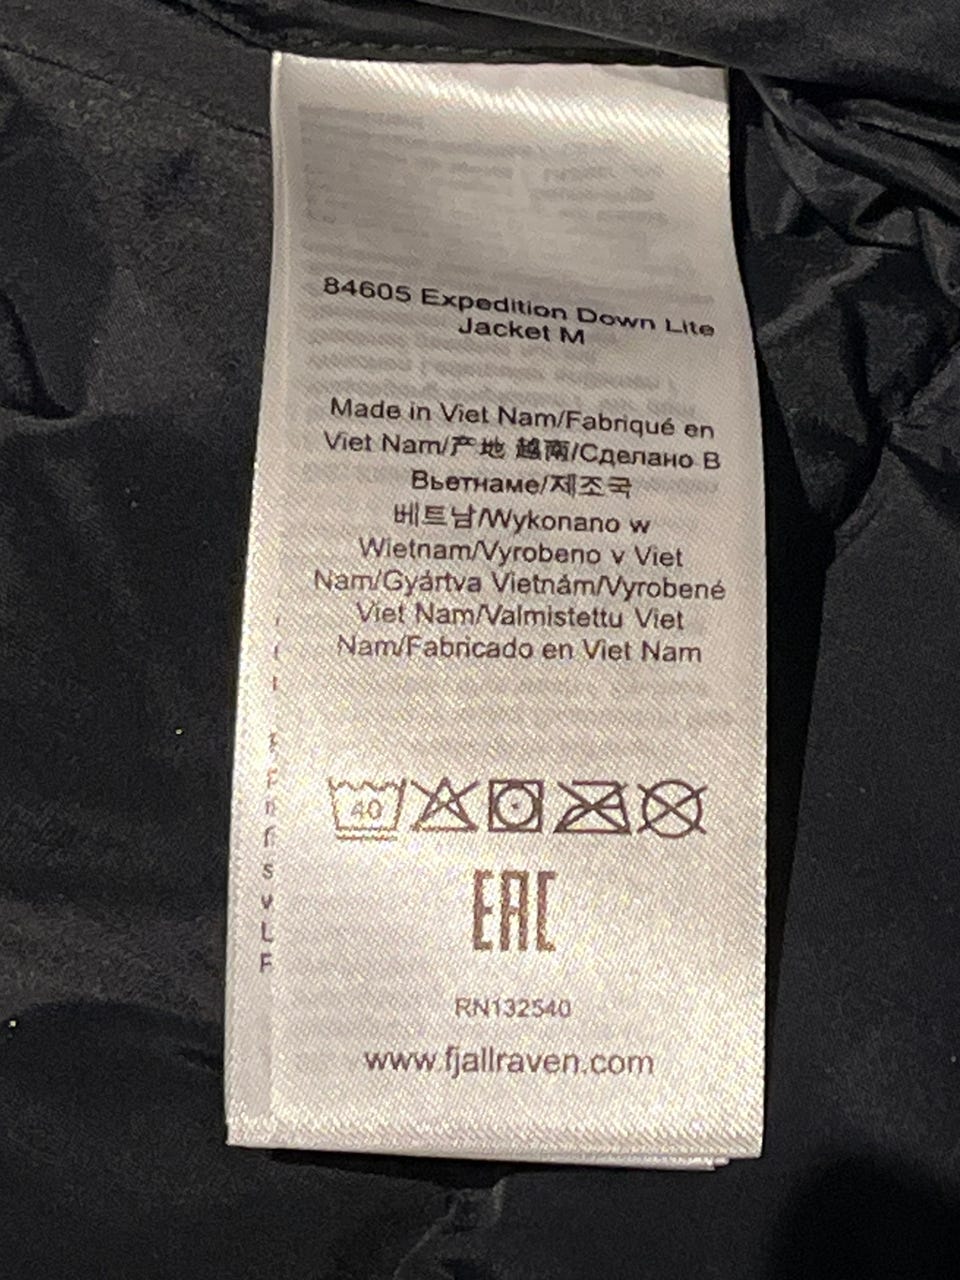 84605 Expedition Down Lite
Jacket M
Made in Viet Nam/Fabriqué en
Viet Nam/产地 越南/Сделано В
Вьетнаме/제조국
베트남/Wykonano w
Wietnam/Vyrobeno v Viet
Nam/Gyártva Vietnám/Vyrobené
Viet Nam/Valmistettu Viet
Nam/Fabricado en Viet Nam
40
EAC
RN132540
www.fjallraven.com